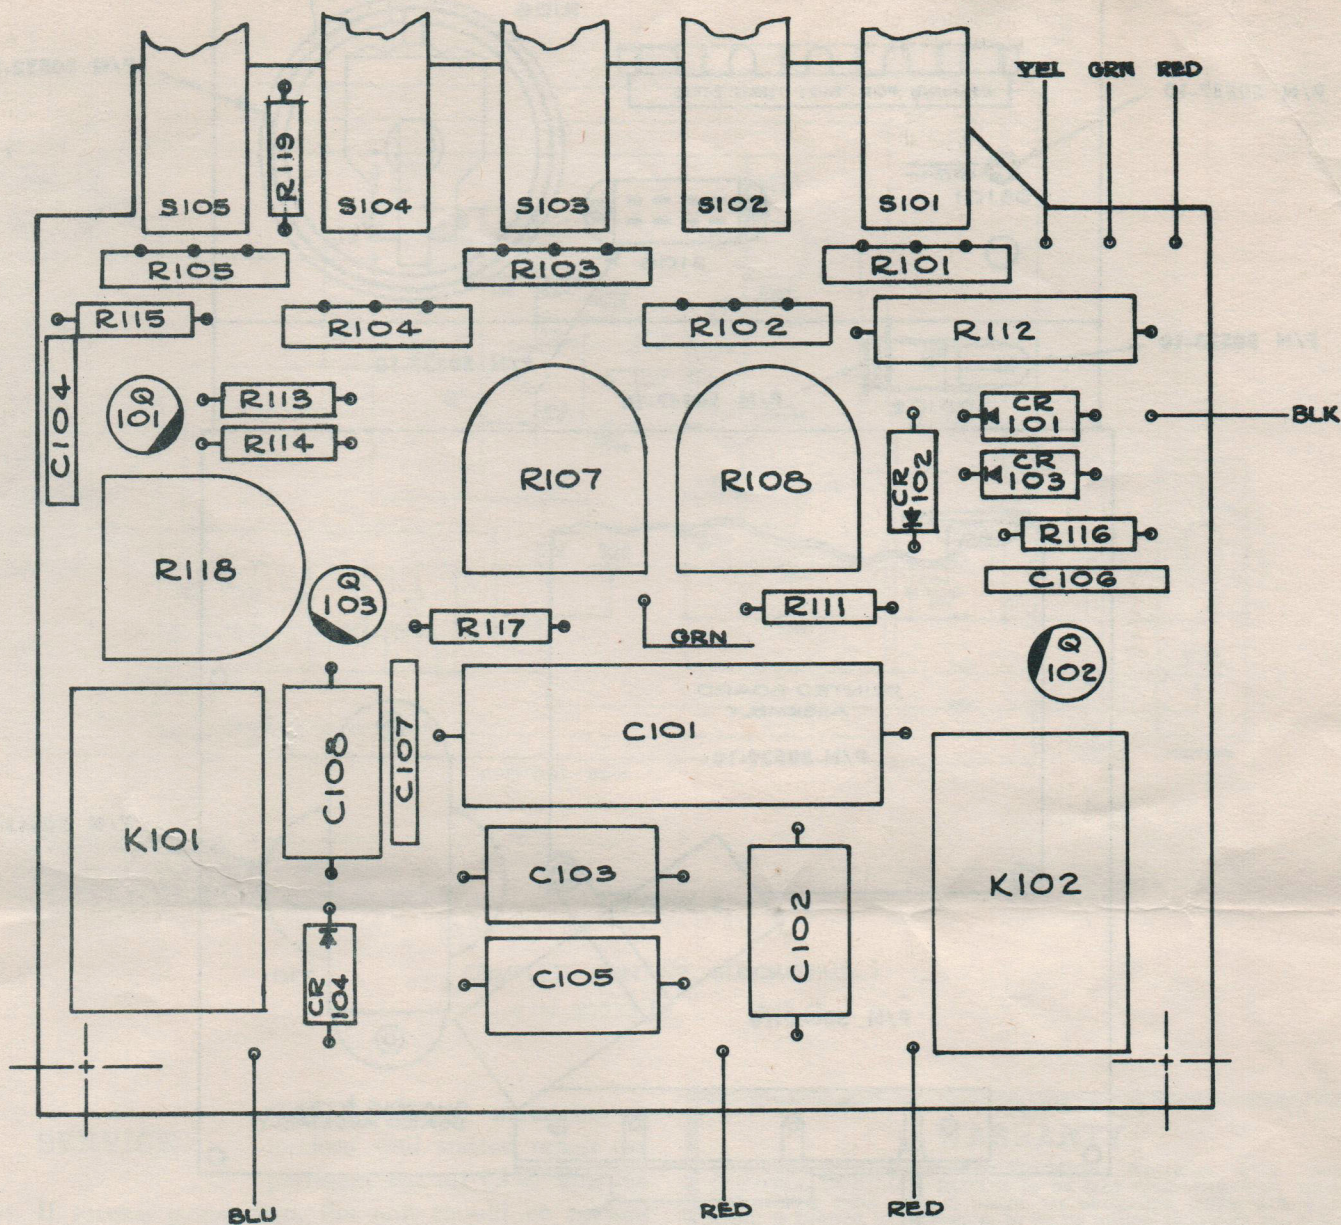 YEL GRN RED
R119
S105 S104 S103 S102 S101
R105 R103 R101
R115 R104 R102 R112
C104
Q
101
R113
R114
R107 R108
CR
102
CR
101
BLK
CR
103
R118
Q
103
R117
GRN
R111
R116
C106
Q
102
K101
C108
C107
C101
C103
C102
K102
CR
104
C105
BLU RED RED